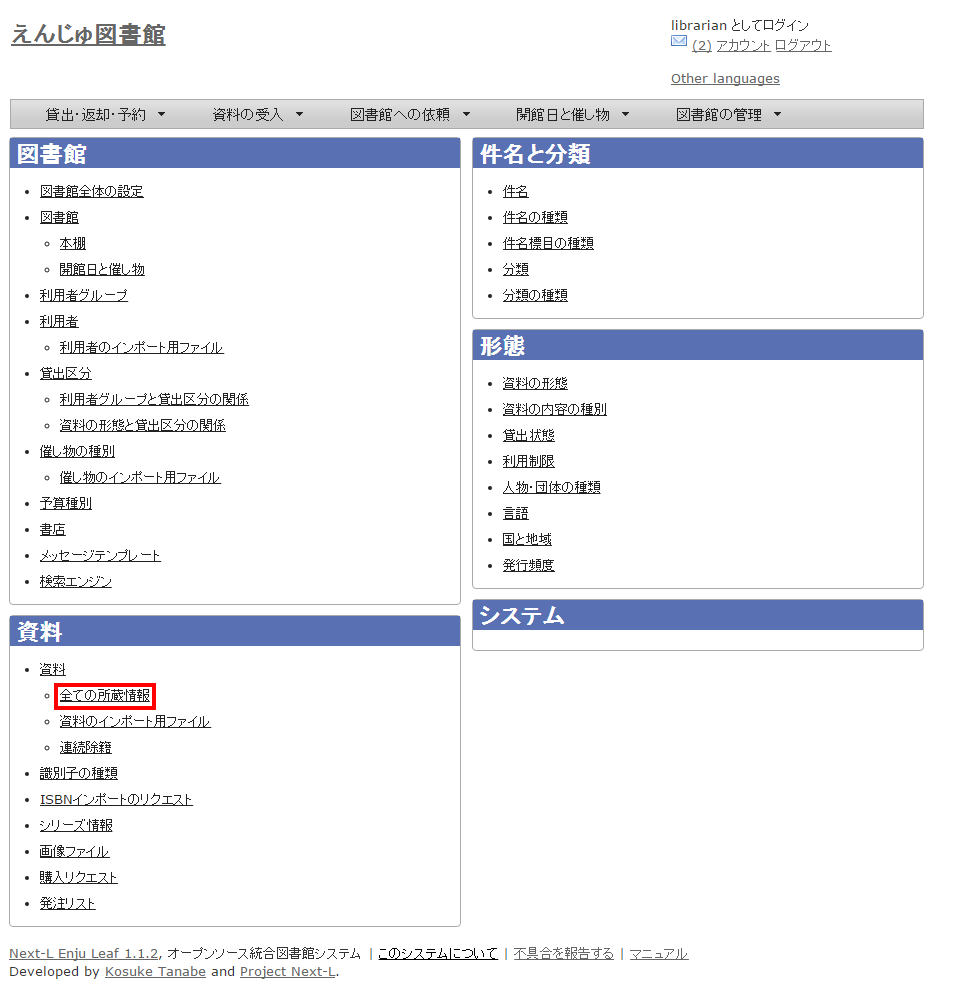 えんじゅ図書館
librarian としてログイン
(2) アカウント ログアウト
Other languages
貸出・返却・予約 資料の受入 図書館への依頼 開館日と催し物 図書館の管理
図書館
図書館全体の設定
図書館
本棚
開館日と催し物
利用者グループ
利用者
利用者のインポート用ファイル
貸出区分
利用者グループと貸出区分の関係
資料の形態と貸出区分の関係
催し物の種別
催し物のインポート用ファイル
予算種別
書店
メッセージテンプレート
検索エンジン
資料
資料
全ての所蔵情報
資料のインポート用ファイル
連続除籍
識別子の種類
ISBNインポートのリクエスト
シリーズ情報
画像ファイル
購入リクエスト
発注リスト
件名と分類
件名
件名の種類
件名標目の種類
分類
分類の種類
形態
資料の形態
資料の内容の種別
貸出状態
利用制限
人物・団体の種類
言語
国と地域
発行頻度
システム
Next-L Enju Leaf 1.1.2, オープンソース統合図書館システム | このシステムについて | 不具合を報告する | マニュアル
Developed by Kosuke Tanabe and Project Next-L.